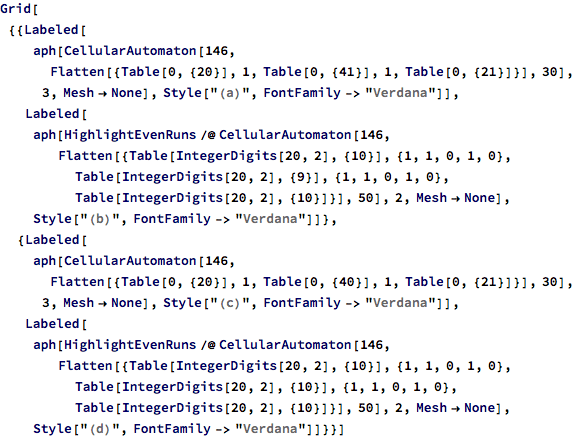 Grid[
{{Labeled[
aph[CellularAutomaton[146,
Flatten[{Table[0, {20}], 1, Table[0, {41}], 1, Table[0, {21}]}], 30],
3, Mesh → None], Style["(a)", FontFamily -> "Verdana"]],
Labeled[
aph[HighlightEvenRuns /@ CellularAutomaton[146,
Flatten[{Table[IntegerDigits[20, 2], {10}], {1, 1, 0, 1, 0},
Table[IntegerDigits[20, 2], {9}], {1, 1, 0, 1, 0},
Table[IntegerDigits[20, 2], {10}]}], 50], 2, Mesh → None],
Style["(b)", FontFamily -> "Verdana"]]},
{Labeled[
aph[CellularAutomaton[146,
Flatten[{Table[0, {20}], 1, Table[0, {40}], 1, Table[0, {21}]}], 30],
3, Mesh → None], Style["(c)", FontFamily -> "Verdana"]],
Labeled[
aph[HighlightEvenRuns /@ CellularAutomaton[146,
Flatten[{Table[IntegerDigits[20, 2], {10}], {1, 1, 0, 1, 0},
Table[IntegerDigits[20, 2], {10}], {1, 1, 0, 1, 0},
Table[IntegerDigits[20, 2], {10}]}], 50], 2, Mesh → None],
Style["(d)", FontFamily -> "Verdana"]]}}]